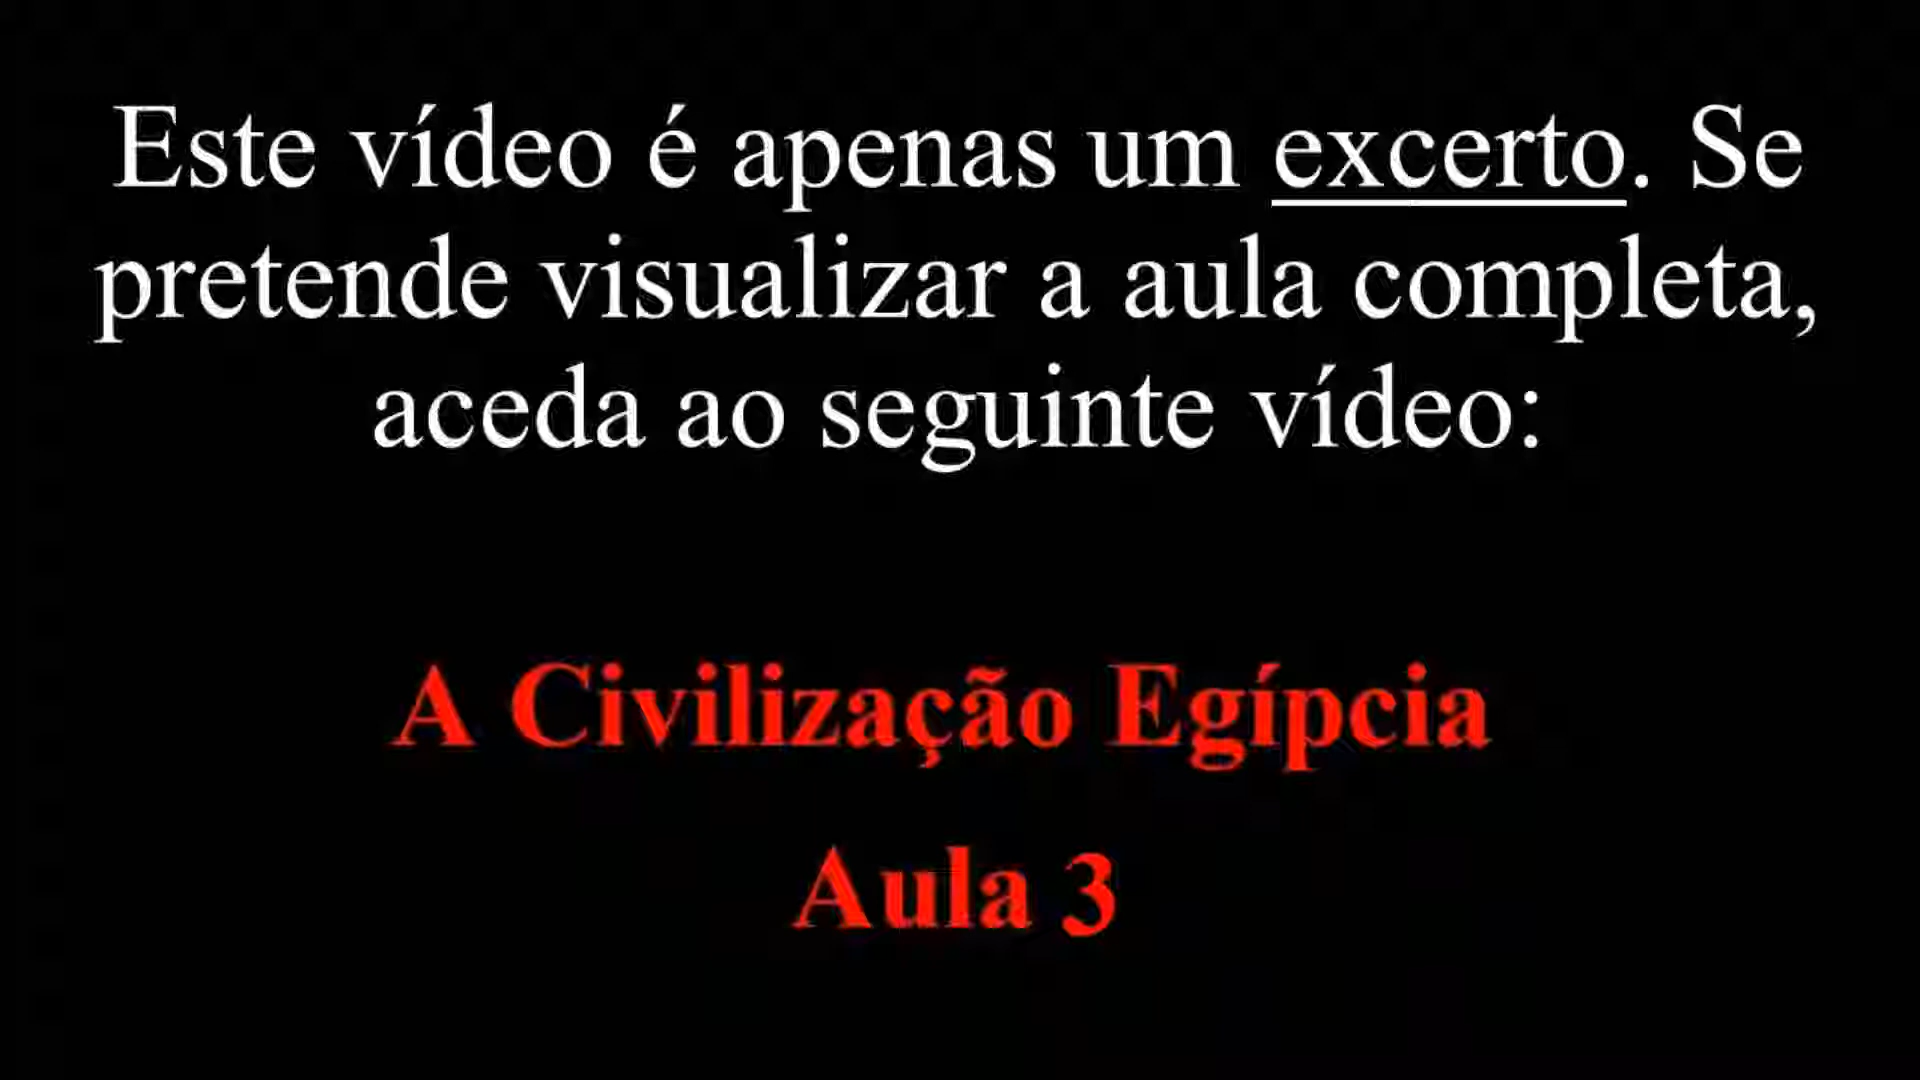 Este vídeo é apenas um excerto. Se
pretende visualizar a aula completa,
aceda ao seguinte vídeo:
A Civilização Egípcia
Aula 3